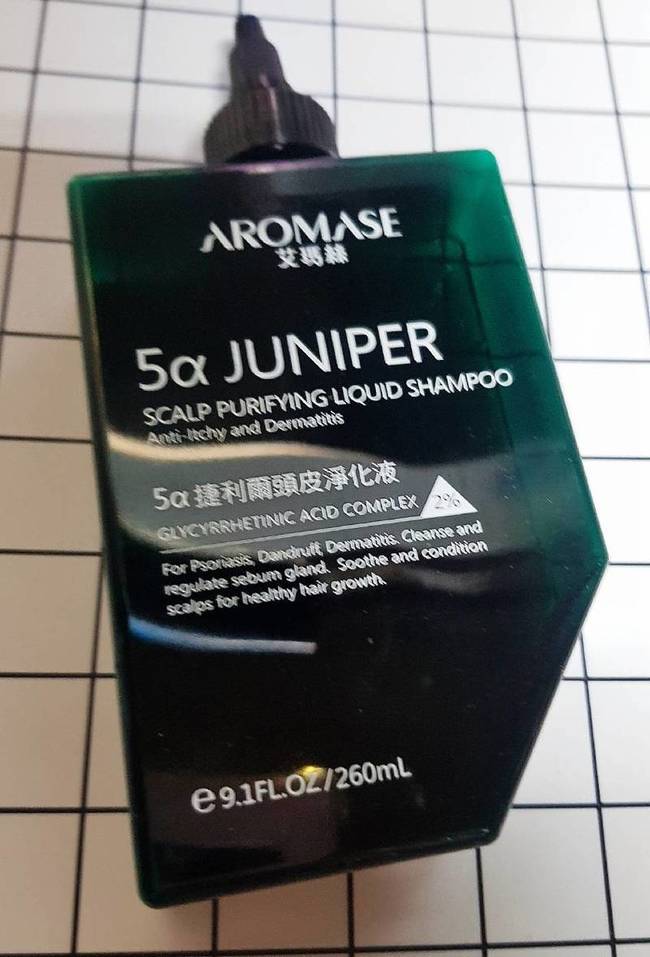 AROMASE
艾瑪絲
5α JUNIPER
SCALP PURIFYING LIQUID SHAMPOO
Anti-Itchy and Dermatitis
5α 捷利爾頭皮淨化液
GLYCYRRHETINIC ACID COMPLEX 2%
For Psoriasis, Dandruff, Dermatitis. Cleanse and
regulate sebum gland. Soothe and condition
scalps for healthy hair growth.
e 9.1FL.OZ/260mL